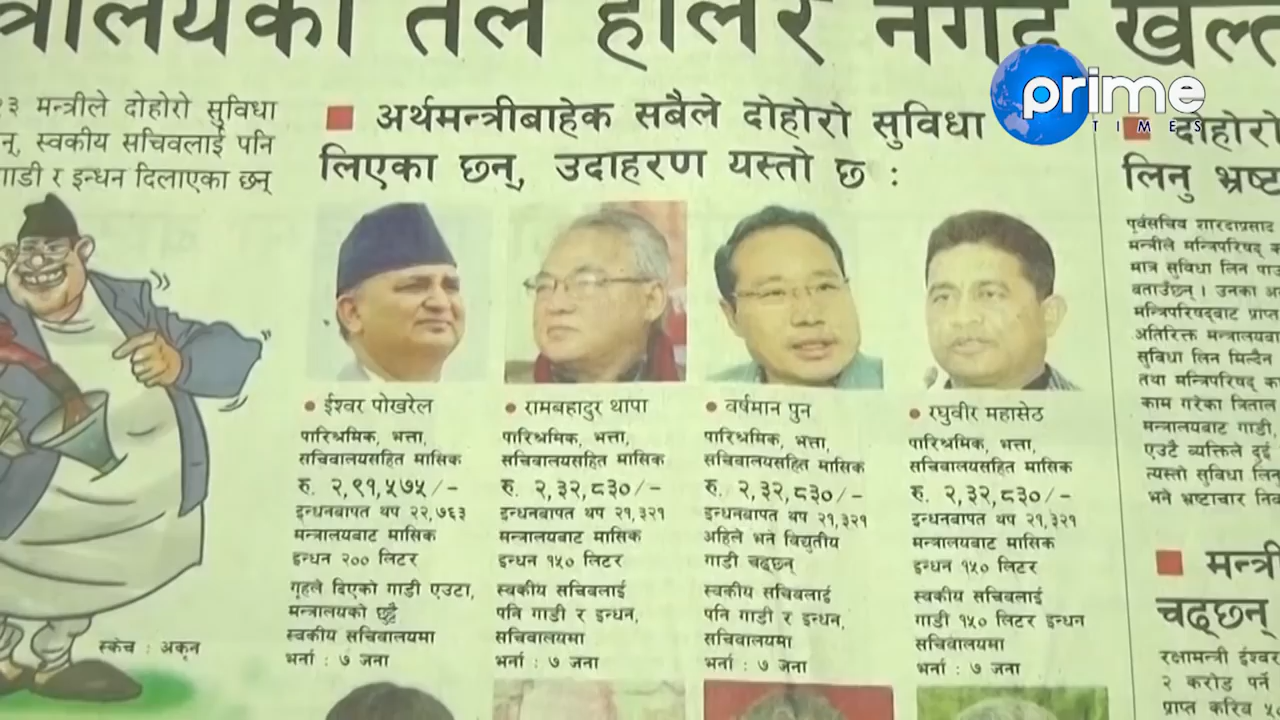 त्रालयको तेल हालेर नगद खल्त
prime
TIMES
१३ मन्त्रीले दोहोरो सुविधा
न्, स्वकीय सचिवलाई पनि
गाडी र इन्धन दिलाएका छन्
अर्थमन्त्रीबाहेक सबैले दोहोरो सुविधा
लिएका छन्, उदाहरण यस्तो छ :
ईश्वर पोखरेल
पारिश्रमिक, भत्ता,
सचिवालयसहित मासिक
रु. २,९१,५७५/-
इन्धनबापत थप २२,७६३
मन्त्रालयबाट मासिक
इन्धन २०० लिटर
गृहले दिएको गाडी एउटा,
मन्त्रालयको छुट्टै
स्वकीय सचिवालयमा
भर्ना : ७ जना
रामबहादुर थापा
पारिश्रमिक, भत्ता,
सचिवालयसहित मासिक
रु. २,३२,८३०/-
इन्धनबापत थप २१,३२१
मन्त्रालयबाट मासिक
इन्धन १५० लिटर
स्वकीय सचिवलाई
पनि गाडी र इन्धन,
सचिवालयमा
भर्ना : ७ जना
वर्षमान पुन
पारिश्रमिक, भत्ता,
सचिवालयसहित मासिक
रु. २,३२,८३०/-
इन्धनबापत थप २१,३२१
अहिले भने विद्युतीय
गाडी चढ्छन्
स्वकीय सचिवलाई
पनि गाडी र इन्धन,
सचिवालयमा
भर्ना : ७ जना
रघुवीर महासेठ
पारिश्रमिक, भत्ता,
सचिवालयसहित मासिक
रु. २,३२,८३०/-
इन्धनबापत थप २१,३२१
मन्त्रालयबाट मासिक
इन्धन १५० लिटर
स्वकीय सचिवलाई
गाडी १५० लिटर इन्धन
सचिवालयमा
भर्ना : ७ जना
स्केच : अकुन
दोहोरो
लिनु भ्रष्ट
पूर्वसचिव शारदाप्रसाद
मन्त्रीले मन्त्रिपरिषद् क
मात्र सुविधा लिन पाउ
बताउँछन् । उनका अ
मन्त्रिपरिषद्बाट प्राप्त
अतिरिक्त मन्त्रालयबा
सुविधा लिन मिल्दैन
तथा मन्त्रिपरिषद् का
काम गरेका त्रिताल
मन्त्रालयबाट गाडी,
एउटै व्यक्तिले दुई
त्यस्तो सुविधा लिन
भने भ्रष्टाचार नि
मन्त्री
चढ्छन्
रक्षामन्त्री ईश्वर
२ करोड पर्ने
प्राप्त करिब ५०